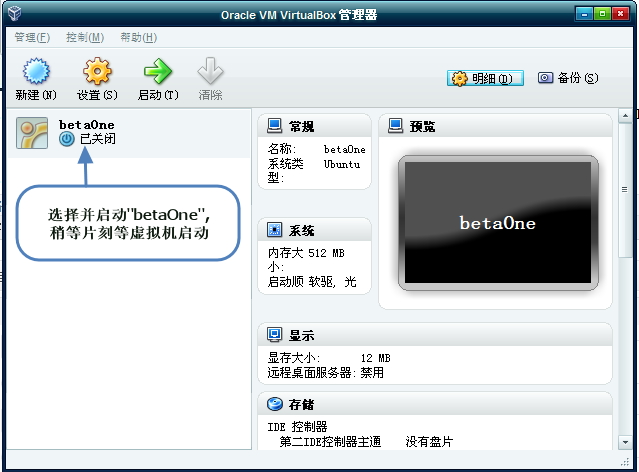 Oracle VM VirtualBox 管理器
管理(F) 控制(M) 帮助(H)
新建(N) 设置(S) 启动(T) 清除
明细(D) 备份(S)
betaOne
已关闭
选择并启动"betaOne",
稍等片刻等虚拟机启动
常规
名称: betaOne
系统类 Ubuntu
型:
预览
betaOne
系统
内存大 512 MB
小:
启动顺 软驱, 光
显示
显存大小: 12 MB
远程桌面服务器: 禁用
存储
IDE 控制器
第二IDE控制器主通 没有盘片